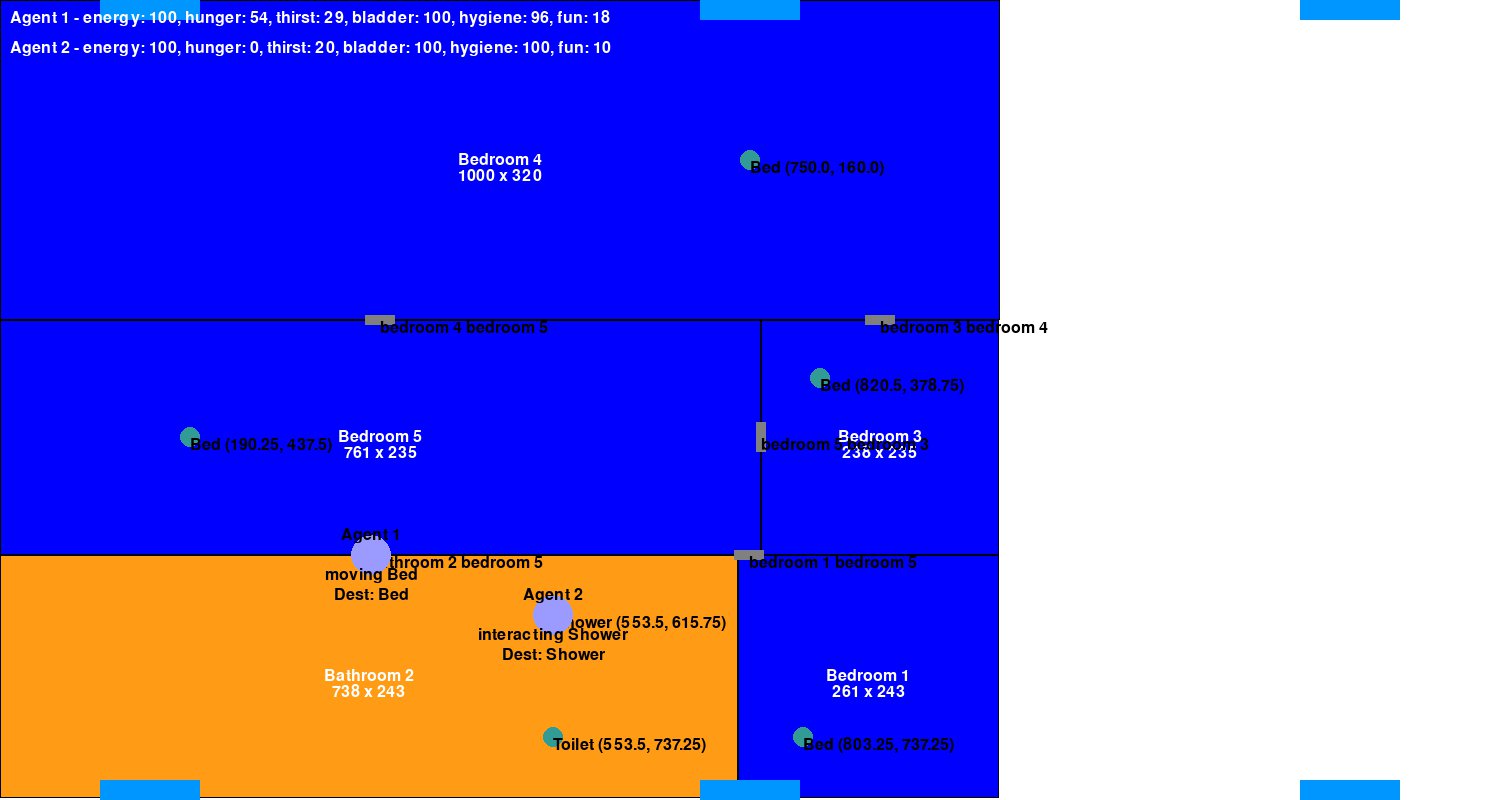 Agent 1 - energy: 100, hunger: 54, thirst: 29, bladder: 100, hygiene: 96, fun: 18
Agent 2 - energy: 100, hunger: 0, thirst: 20, bladder: 100, hygiene: 100, fun: 10
Bedroom 4
1000 x 320
Bed (750.0, 160.0)
bedroom 4 bedroom 5
bedroom 3 bedroom 4
Bed (820.5, 378.75)
Bed (190.25, 437.5)
Bedroom 5
761 x 235
bedroom 5 bedroom 3
Bedroom 3
238 x 235
Agent 1
throom 2 bedroom 5
moving Bed
Dest: Bed
bedroom 1 bedroom 5
Agent 2
ower (553.5, 615.75)
interacting Shower
Dest: Shower
Bathroom 2
738 x 243
Bedroom 1
261 x 243
Toilet (553.5, 737.25)
Bed (803.25, 737.25)